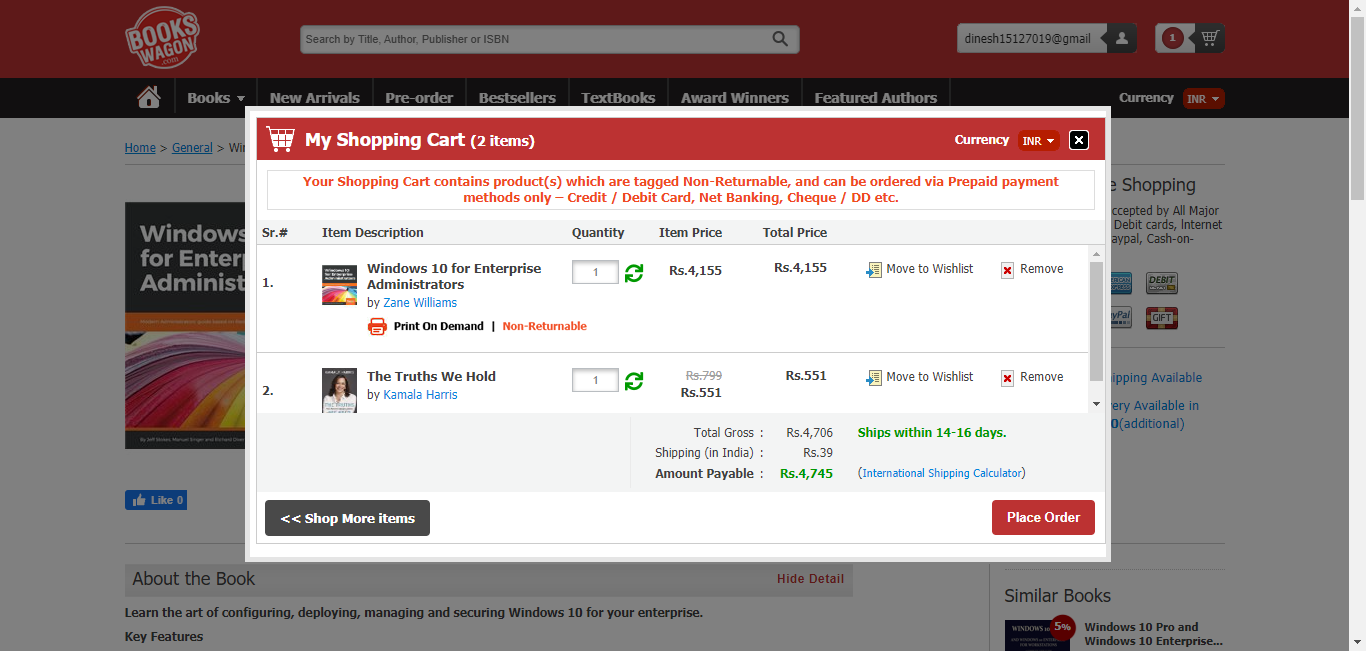 BOOKS
WAGON
.com
Search by Title, Author, Publisher or ISBN
dinesh15127019@gmail
1
Books
New Arrivals
Pre-order
Bestsellers
TextBooks
Award Winners
Featured Authors
Currency
INR
My Shopping Cart (2 items)
Currency
INR
Home > General >
Your Shopping Cart contains product(s) which are tagged Non-Returnable, and can be ordered via Prepaid payment
methods only – Credit / Debit Card, Net Banking, Cheque / DD etc.
Shopping
ccepted by All Major
Debit cards, Internet
aypal, Cash-on-
DEBIT
GIFT
ipping Available
ery Available in
0(additional)
Windows
for Enter
Administra
Sr.#
Item Description
Quantity
Item Price
Total Price
1.
Windows 10 for Enterprise
Administrators
by Zane Williams
Print On Demand | Non-Returnable
1
Rs.4,155
Rs.4,155
Move to Wishlist
Remove
2.
The Truths We Hold
by Kamala Harris
1
Rs.799
Rs.551
Rs.551
Move to Wishlist
Remove
Total Gross : Rs.4,706
Ships within 14-16 days.
Shipping (in India) : Rs.39
Amount Payable : Rs.4,745
(International Shipping Calculator)
<< Shop More items
Place Order
Like 0
About the Book
Hide Detail
Learn the art of configuring, deploying, managing and securing Windows 10 for your enterprise.
Key Features
Similar Books
5%
Windows 10 Pro and
Windows 10 Enterprise...